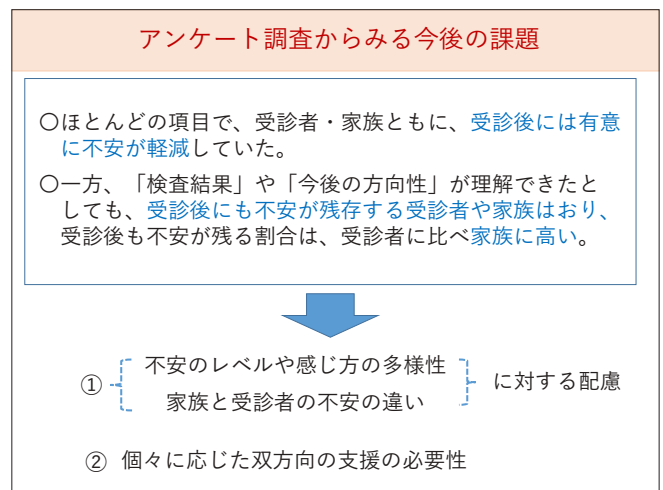 アンケート調査からみる今後の課題
〇ほとんどの項目で、受診者・家族ともに、受診後には有意
に不安が軽減していた。
〇一方、「検査結果」や「今後の方向性」が理解できたと
しても、受診後にも不安が残存する受診者や家族はおり、
受診後も不安が残る割合は、受診者に比べ家族に高い。
不安のレベルや感じ方の多様性
① に対する配慮
家族と受診者の不安の違い
② 個々に応じた双方向の支援の必要性